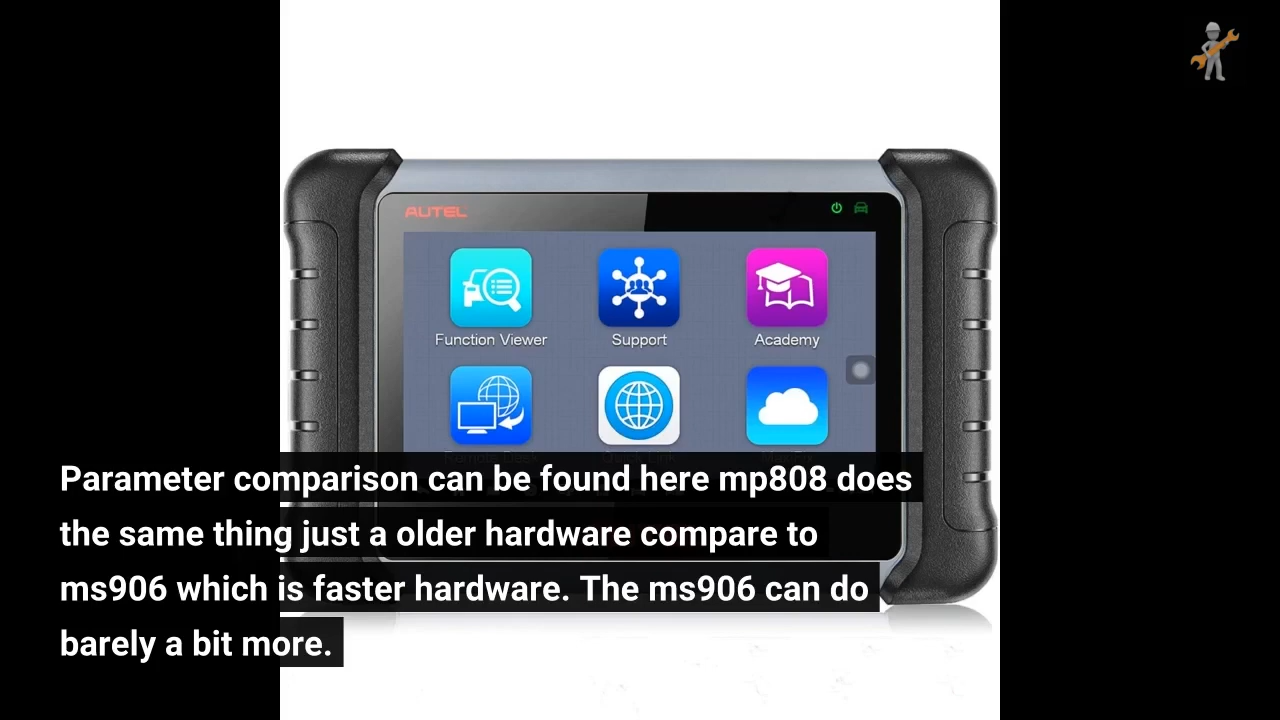 AUTEL
Function Viewer
Support
Academy
Parameter comparison can be found here mp808 does
the same thing just a older hardware compare to
ms906 which is faster hardware. The ms906 can do
barely a bit more.